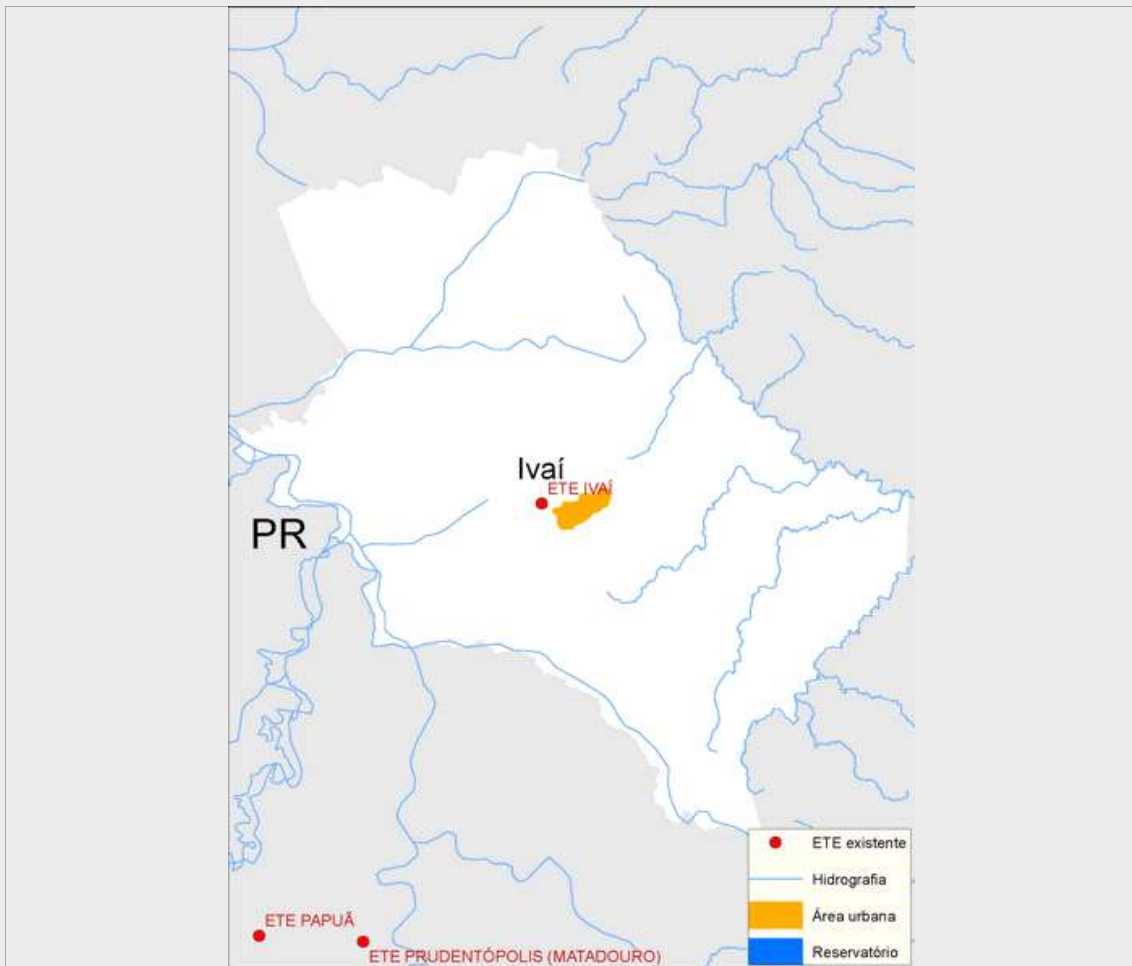 Ivaí
ETE IVAÍ
PR
ETE existente
Hidrografia
Área urbana
Reservatório
ETE PAPUÃ
ETE PRUDENTÓPOLIS (MATADOURO)